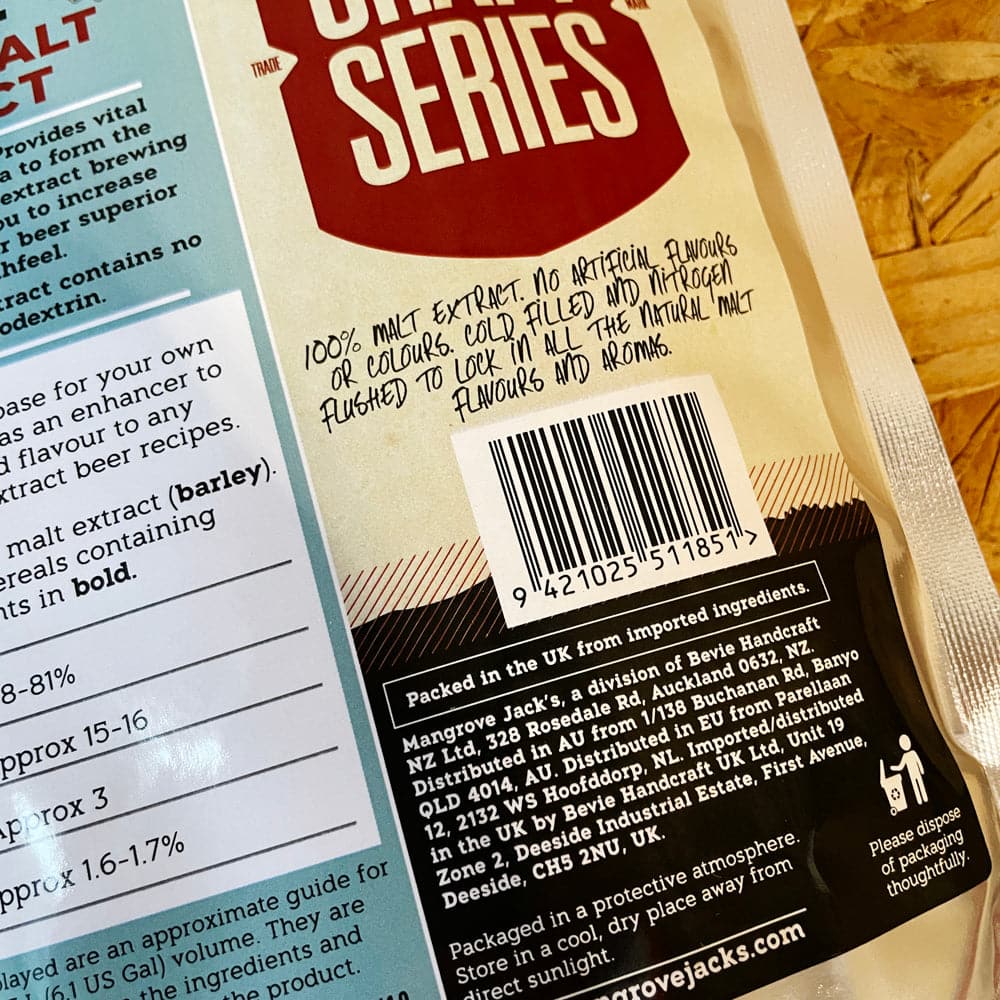 ALT
CT
Provides vital
a to form the
extract brewing
ou to increase
r beer superior
hfeel.
tract contains no
odextrin.
base for your own
as an enhancer to
d flavour to any
xtract beer recipes.
malt extract (barley).
ereals containing
nts in bold.
8-81%
pprox 15-16
Approx 3
pprox 1.6-1.7%
played are an approximate guide for
(6.1 US Gal) volume. They are
the ingredients and
the product.
TRADE
MARK
SERIES
100% MALT EXTRACT. NO ARTIFICIAL FLAVOURS
OR COLOURS. COLD FILLED AND NITROGEN
FLUSHED TO LOCK IN ALL THE NATURAL MALT
FLAVOURS AND AROMAS.
9 421025 511851 >
Packed in the UK from imported ingredients.
Mangrove Jack's, a division of Bevie Handcraft
NZ Ltd, 328 Rosedale Rd, Auckland 0632, NZ.
Distributed in AU from 1/138 Buchanan Rd, Banyo
QLD 4014, AU. Distributed in EU from Parellaan
12, 2132 WS Hoofddorp, NL. Imported/distributed
in the UK by Bevie Handcraft UK Ltd, Unit 19
Zone 2, Deeside Industrial Estate, First Avenue,
Deeside, CH5 2NU, UK.
Please dispose
of packaging
thoughtfully.
Packaged in a protective atmosphere.
Store in a cool, dry place away from
direct sunlight.
ngrovejacks.com